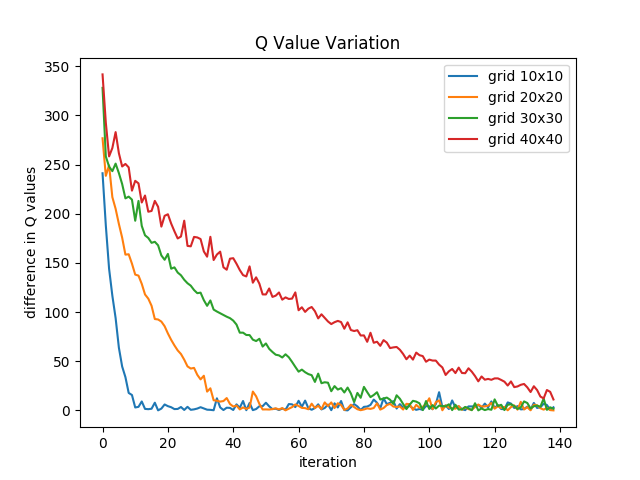 Q Value Variation
grid 10x10
grid 20x20
grid 30x30
grid 40x40
difference in Q values
350
300
250
200
150
100
50
0
0 20 40 60 80 100 120 140
iteration